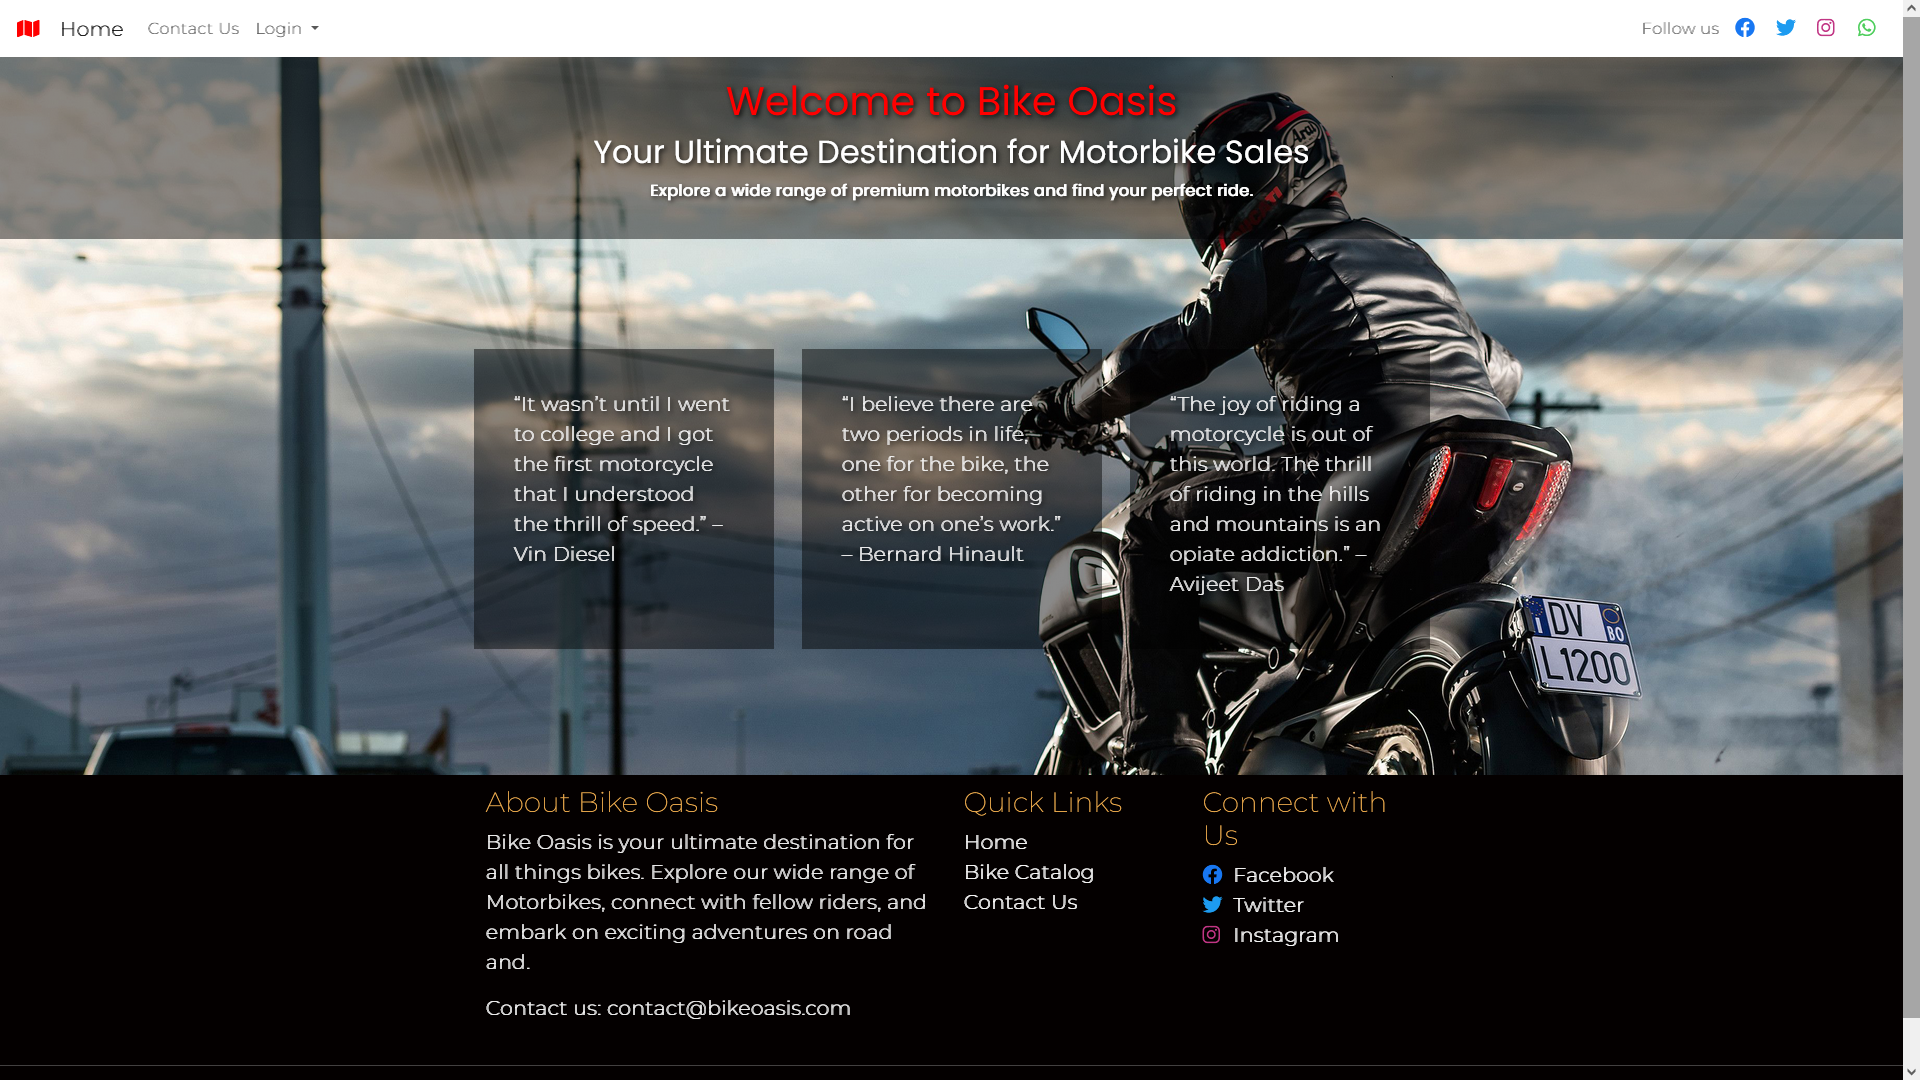 Home Contact Us Login Follow us
Welcome to Bike Oasis
Your Ultimate Destination for Motorbike Sales
Explore a wide range of premium motorbikes and find your perfect ride.
Arai
“It wasn’t until I went
to college and I got
the first motorcycle
that I understood
the thrill of speed.” –
Vin Diesel
“I believe there are
two periods in life,
one for the bike, the
other for becoming
active on one’s work.”
– Bernard Hinault
“The joy of riding a
motorcycle is out of
this world. The thrill
of riding in the hills
and mountains is an
opiate addiction.” –
Avijeet Das
I DV BO
L1200
About Bike Oasis
Bike Oasis is your ultimate destination for
all things bikes. Explore our wide range of
Motorbikes, connect with fellow riders, and
embark on exciting adventures on road
and.
Contact us: contact@bikeoasis.com
Quick Links
Home
Bike Catalog
Contact Us
Connect with
Us
Facebook
Twitter
Instagram